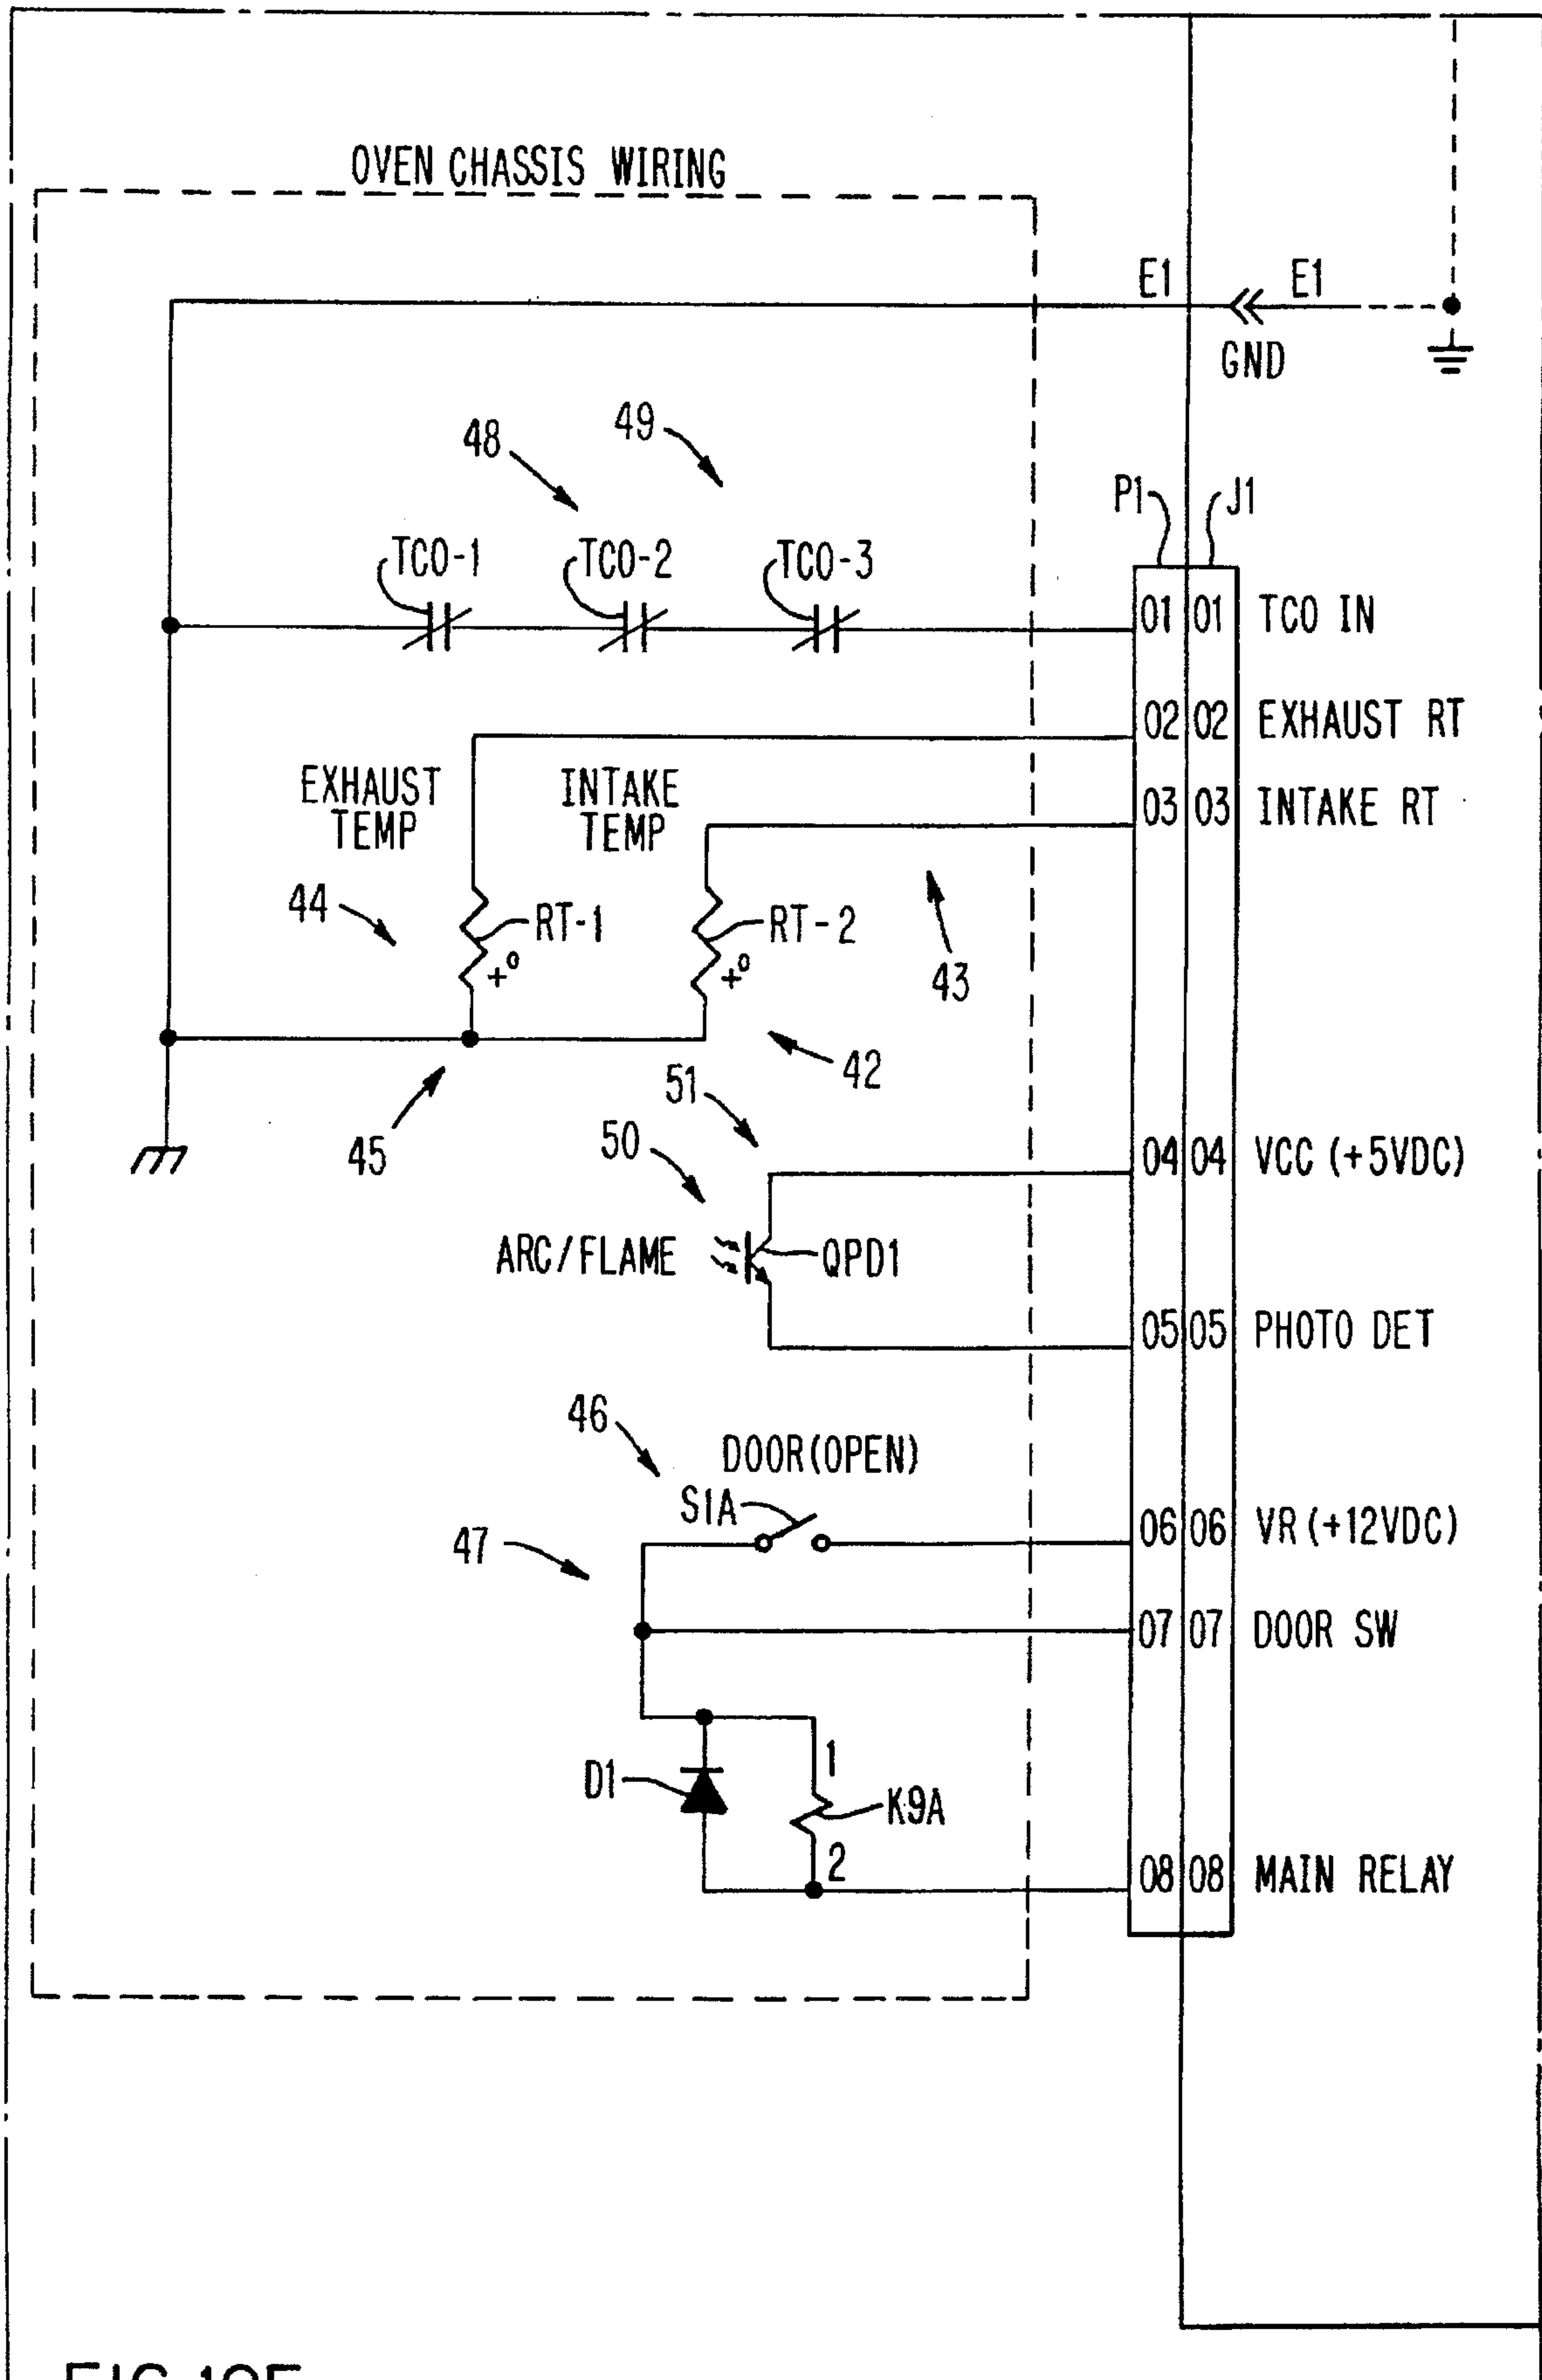 OVEN CHASSIS WIRING
E1 E1
GND
48 49
P1 J1
TCO-1 TCO-2 TCO-3
01 01 TCO IN
02 02 EXHAUST RT
03 03 INTAKE RT
EXHAUST
TEMP
INTAKE
TEMP
44 RT-1 RT-2
+° +°
43
42
45
51
50
04 04 VCC (+5VDC)
ARC/FLAME QPD1
05 05 PHOTO DET
46
DOOR(OPEN)
S1A
06 06 VR (+12VDC)
47
07 07 DOOR SW
1
D1 K9A
2
08 08 MAIN RELAY